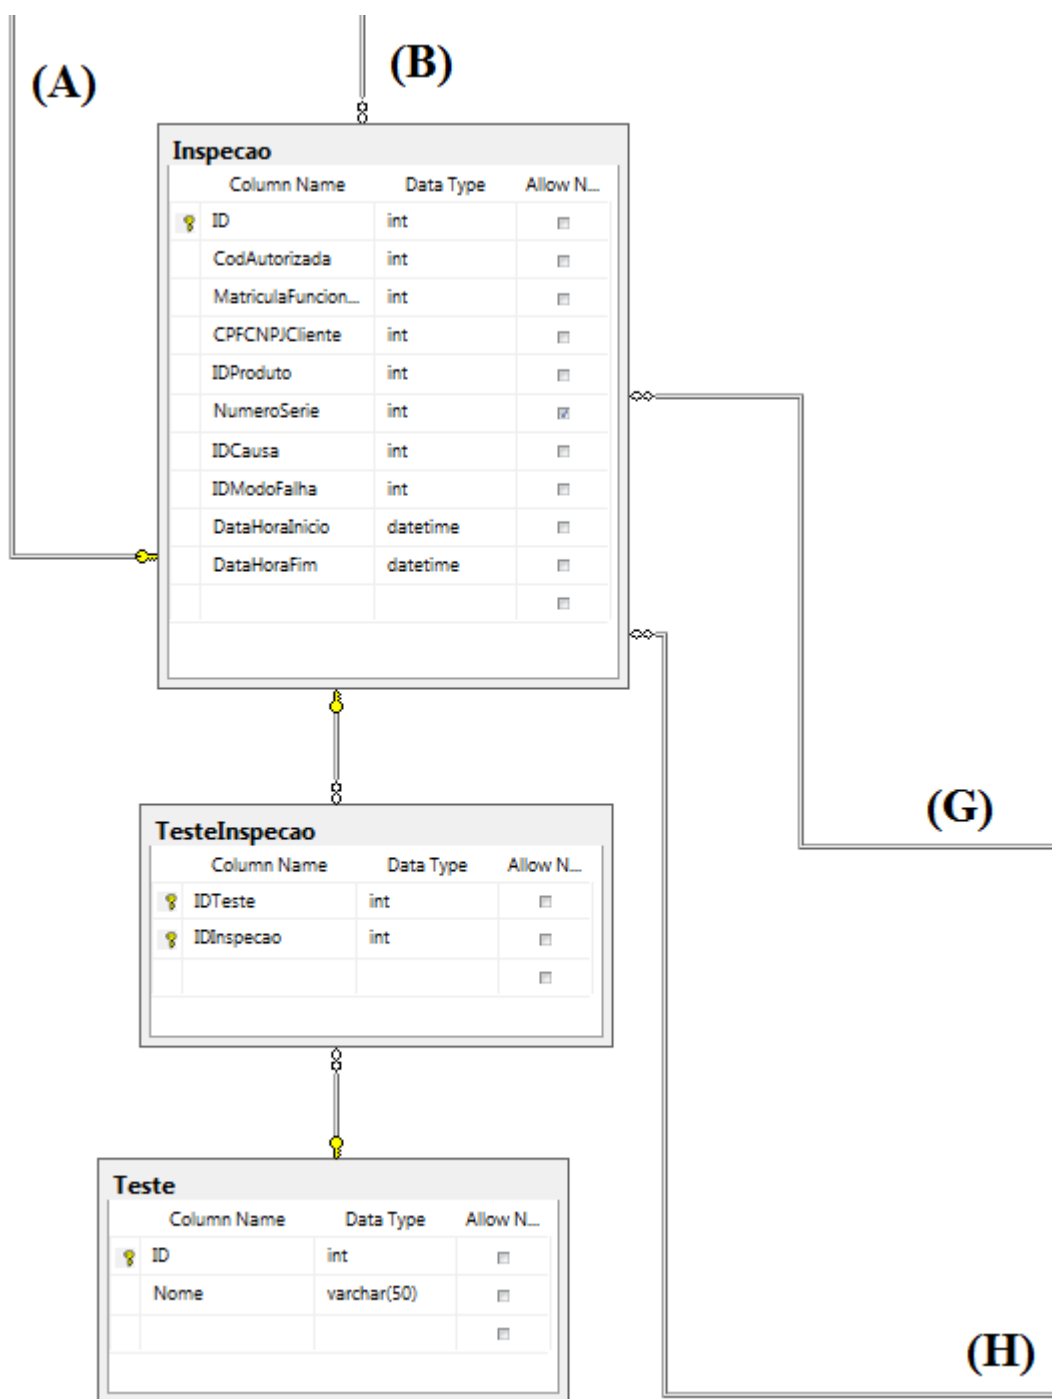 (A)
(B)
Inspecao
Column Name Data Type Allow N...
ID int
CodAutorizada int
MatriculaFuncion... int
CPFCNPJCliente int
IDProduto int
NumeroSerie int
IDCausa int
IDModoFalha int
DataHoraInicio datetime
DataHoraFim datetime
(G)
TesteInspecao
Column Name Data Type Allow N...
IDTeste int
IDInspecao int
Teste
Column Name Data Type Allow N...
ID int
Nome varchar(50)
(H)